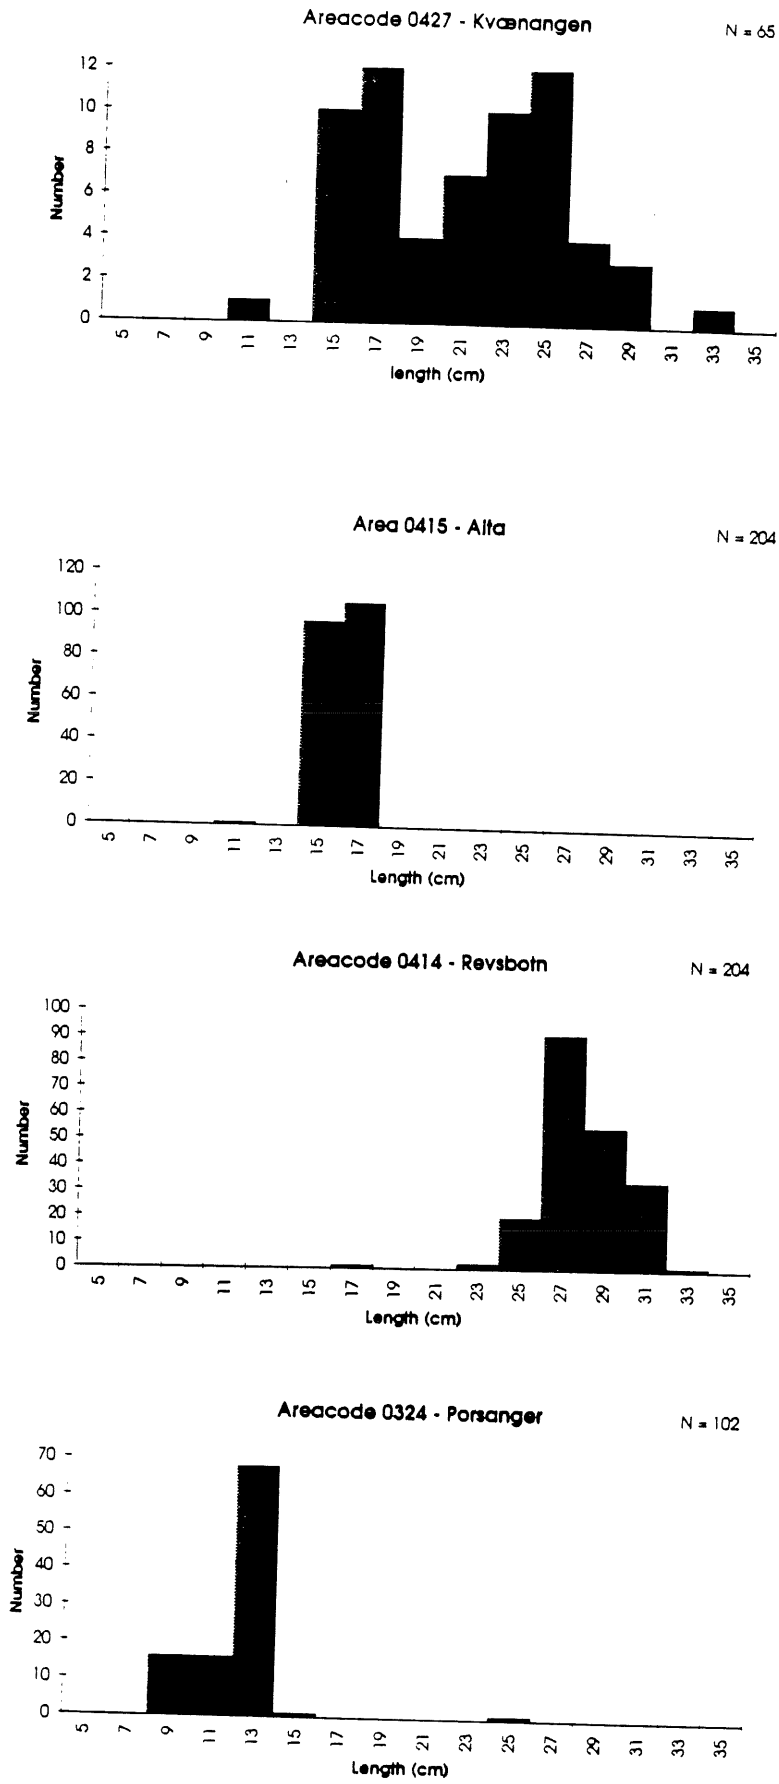 Areacode 0427 - Kvænangen
N = 65
12
10
8
6
4
2
0
Number
5 7 9 11 13 15 17 19 21 23 25 27 29 31 33 35
length (cm)
Area 0415 - Alta
N = 204
120
100
80
60
40
20
0
Number
5 7 9 11 13 15 17 19 21 23 25 27 29 31 33 35
Length (cm)
Areacode 0414 - Revsbotn
N = 204
100
90
80
70
60
50
40
30
20
10
0
Number
5 7 9 11 13 15 17 19 21 23 25 27 29 31 33 35
Length (cm)
Areacode 0324 - Porsanger
N = 102
70
60
50
40
30
20
10
0
Number
5 7 9 11 13 15 17 19 21 23 25 27 29 31 33 35
Length (cm)